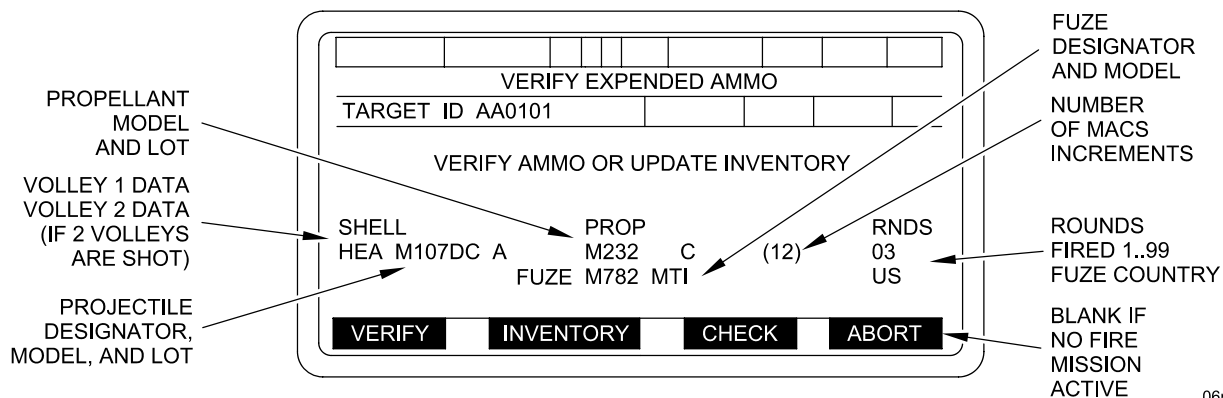 PROPELLANT
MODEL
AND LOT
VOLLEY 1 DATA
VOLLEY 2 DATA
(IF 2 VOLLEYS
ARE SHOT)
PROJECTILE
DESIGNATOR,
MODEL, AND LOT
VERIFY EXPENDED AMMO
TARGET ID AA0101
VERIFY AMMO OR UPDATE INVENTORY
SHELL PROP RNDS
HEA M107DC A M232 C (12) 03
FUZE M782 MTI US
VERIFY INVENTORY CHECK ABORT
FUZE
DESIGNATOR
AND MODEL
NUMBER
OF MACS
INCREMENTS
ROUNDS
FIRED 1..99
FUZE COUNTRY
BLANK IF
NO FIRE
MISSION
ACTIVE